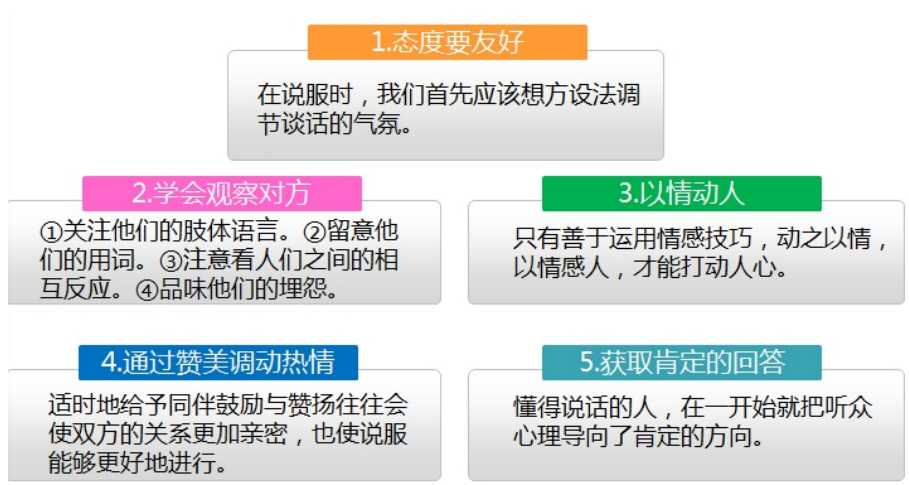 1.态度要友好
在说服时，我们首先应该想方设法调
节谈话的气氛。
2.学会观察对方
①关注他们的肢体语言。②留意他
们的用词。③注意看人们之间的相
互反应。④品味他们的埋怨。
3.以情动人
只有善于运用情感技巧，动之以情，
以情感人，才能打动人心。
4.通过赞美调动热情
适时地给予同伴鼓励与赞扬往往会
使双方的关系更加亲密，也使说服
能够更好地进行。
5.获取肯定的回答
懂得说话的人，在一开始就把听众
心理导向了肯定的方向。